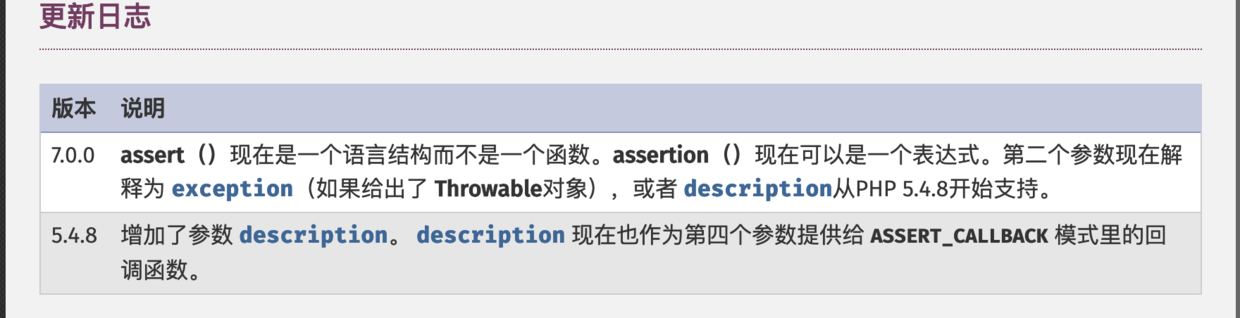 更新日志
版本 说明
7.0.0 assert（）现在是一个语言结构而不是一个函数。assertion（）现在可以是一个表达式。第二个参数现在解
释为 exception（如果给出了 Throwable对象），或者 description从PHP 5.4.8开始支持。
5.4.8 增加了参数 description。 description 现在也作为第四个参数提供给 ASSERT_CALLBACK 模式里的回
调函数。